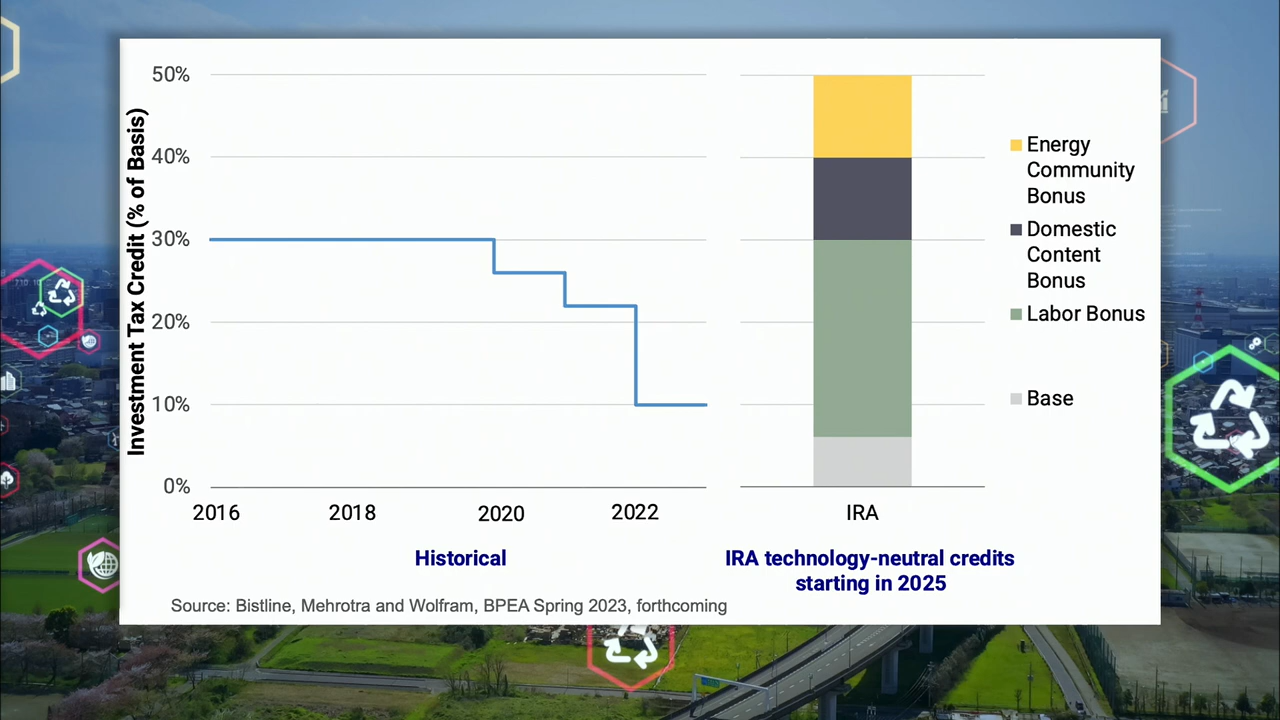 50%
40%
30%
20%
10%
0%
Investment Tax Credit (% of Basis)
2016 2018 2020 2022
Historical
IRA
IRA technology-neutral credits
starting in 2025
Energy
Community
Bonus
Domestic
Content
Bonus
Labor Bonus
Base
Source: Bistline, Mehrotra and Wolfram, BPEA Spring 2023, forthcoming